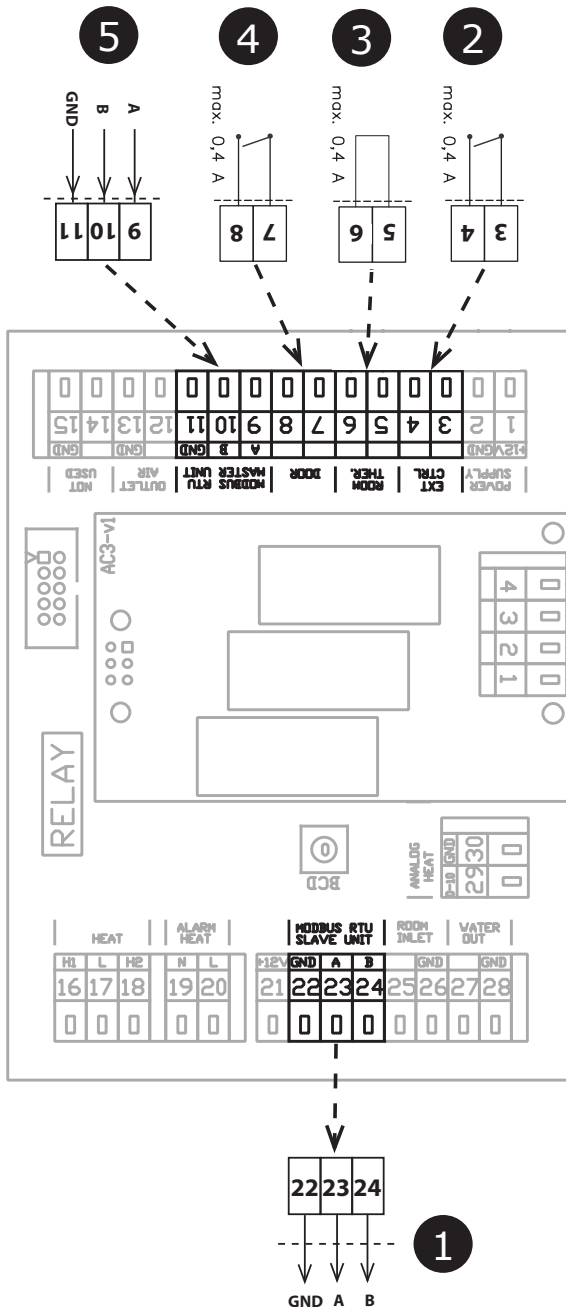 5 4 3 2
GND B A
max. 0,4 A
max. 0,4 A
max. 0,4 A
11 10 9
8 7
6 5
4 3
15 14 13 12 11 10 9 8 7 6 5 4 3 2 1
GND GND GND B A GND +12V
NOT USED
AIR OUTLET
MODBUS RTU MASTER UNIT
DOOR
ROOM THER.
EXT CTRL
POWER SUPPLY
AC3-v1
4
3
2
1
RELAY
0
BCD
ANALOG HEAT
0-10 GND
29 30
HEAT
ALARM HEAT
MODBUS RTU SLAVE UNIT
ROOM INLET
WATER OUT
H1 L H2 N L +12V GND A B GND GND
16 17 18 19 20 21 22 23 24 25 26 27 28
22 23 24
1
GND A B